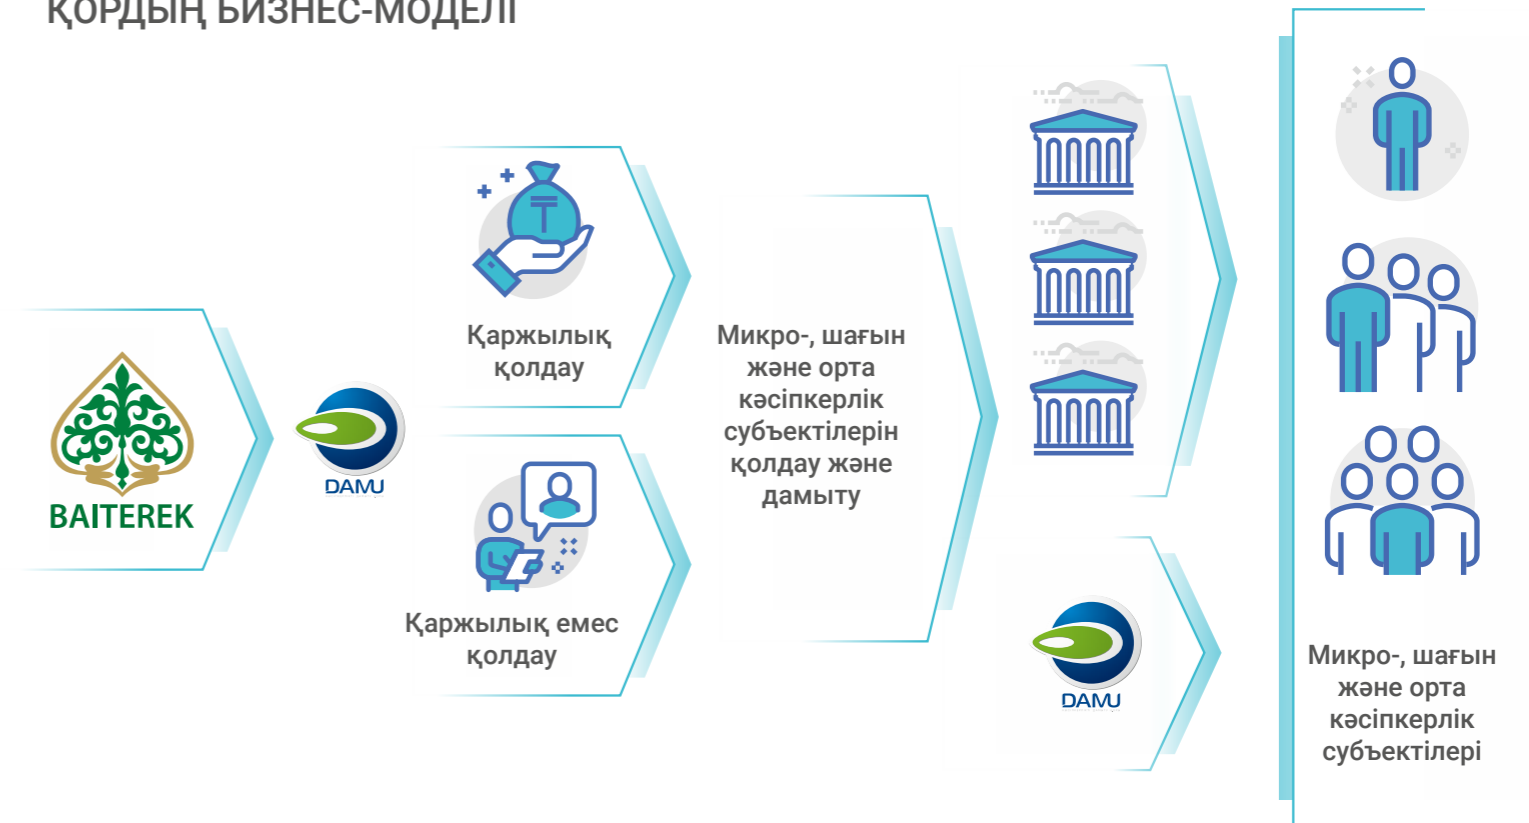 ҚОРДЫҢ БИЗНЕС-МОДЕЛІ
BAITEREK
DAMU
Қаржылық
қолдау
Қаржылық емес
қолдау
Микро-, шағын
және орта
кәсіпкерлік
субъектілерін
қолдау және
дамыту
DAMU
Микро-, шағын
және орта
кәсіпкерлік
субъектілері